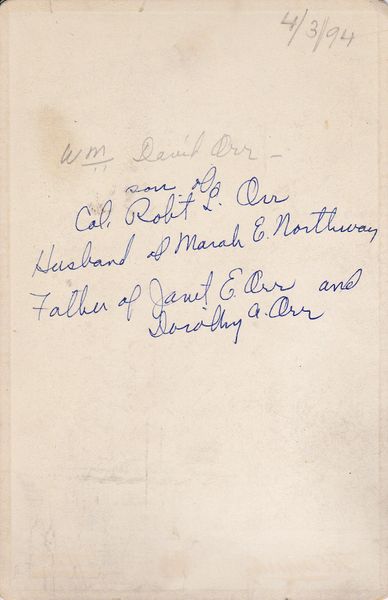 4/3/94
Wm David Orr -
son of
Col. Robt L. Orr
Husband of Marah E. Northway
Father of Janet E. Orr and
Dorothy A. Orr